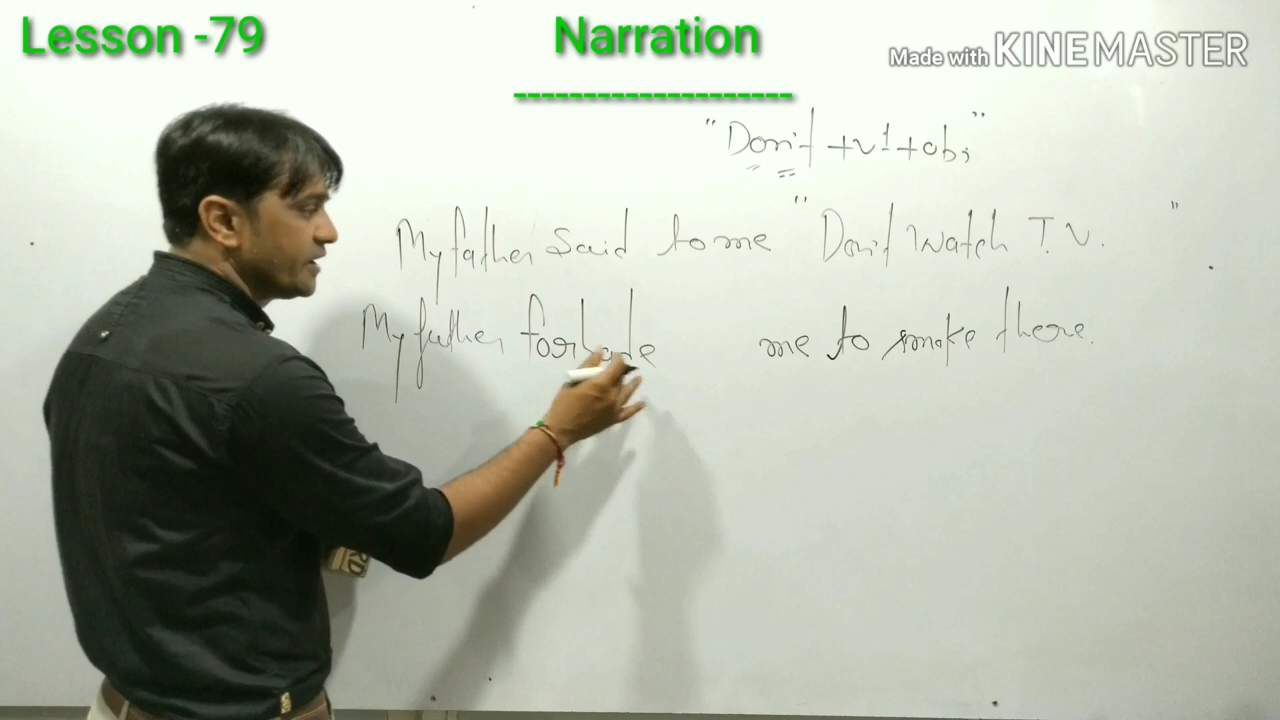 Lesson -79
Narration
Made with KINEMASTER
"Don't + v1 + obj"
My father said to me "Don't watch T.V. "
My father forbade me to smoke there.